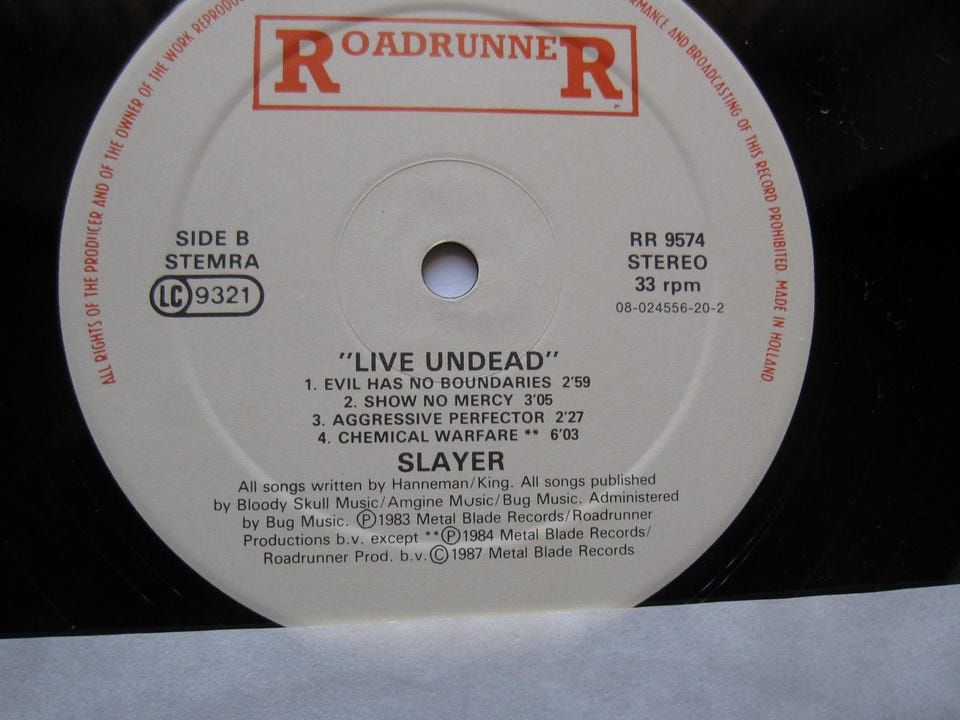 ROADRUNNER
ALL RIGHTS OF THE PRODUCER AND OF THE OWNER OF THE WORK REPRODUC
RMANCE AND BROADCASTING OF THIS RECORD PROHIBITED. MADE IN HOLLAND.
SIDE B
STEMRA
LC 9321
RR 9574
STEREO
33 rpm
08-024556-20-2
"LIVE UNDEAD"
1. EVIL HAS NO BOUNDARIES 2'59
2. SHOW NO MERCY 3'05
3. AGGRESSIVE PERFECTOR 2'27
4. CHEMICAL WARFARE ** 6'03
SLAYER
All songs written by Hanneman/King. All songs published
by Bloody Skull Music/Amgine Music/Bug Music. Administered
by Bug Music. Ⓟ1983 Metal Blade Records/Roadrunner
Productions b.v. except **Ⓟ1984 Metal Blade Records/
Roadrunner Prod. b.v.Ⓒ1987 Metal Blade Records